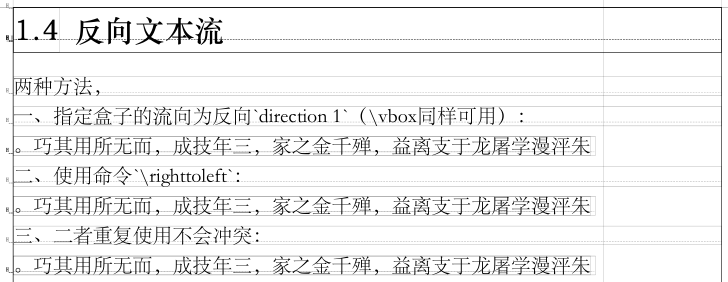 1.4 反向文本流
两种方法，
一、指定盒子的流向为反向`direction 1`（\vbox同样可用）：
。巧其用所无而，成技年三，家之金千殚，益离支于龙屠学漫泙朱
二、使用命令`\righttoleft`：
。巧其用所无而，成技年三，家之金千殚，益离支于龙屠学漫泙朱
三、二者重复使用不会冲突：
。巧其用所无而，成技年三，家之金千殚，益离支于龙屠学漫泙朱